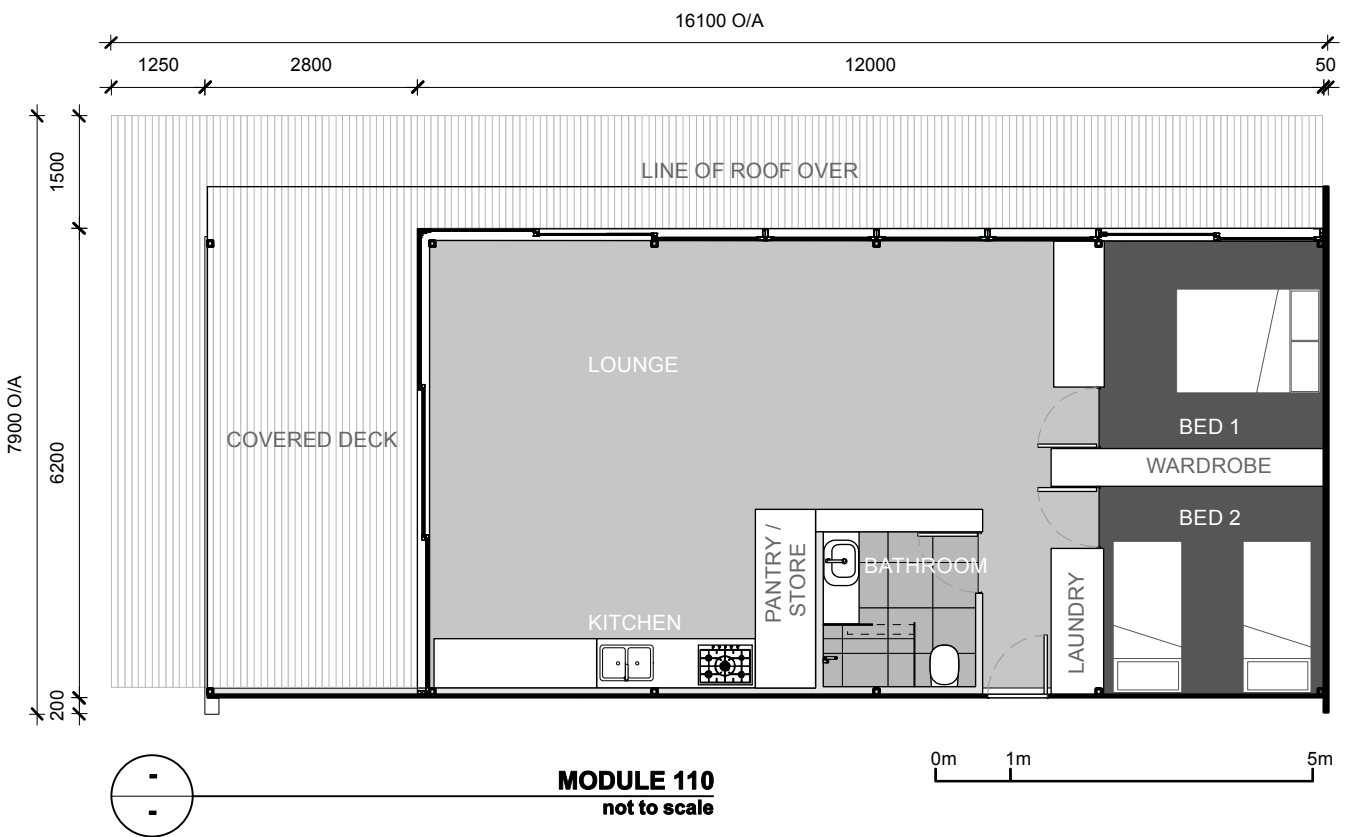 16100 O/A
1250 2800 12000 50
7900 O/A
1500
6200
200
LINE OF ROOF OVER
LOUNGE
COVERED DECK
BED 1
WARDROBE
BED 2
PANTRY /
STORE
BATHROOM
KITCHEN
LAUNDRY
MODULE 110
not to scale
-
-
0m 1m 5m